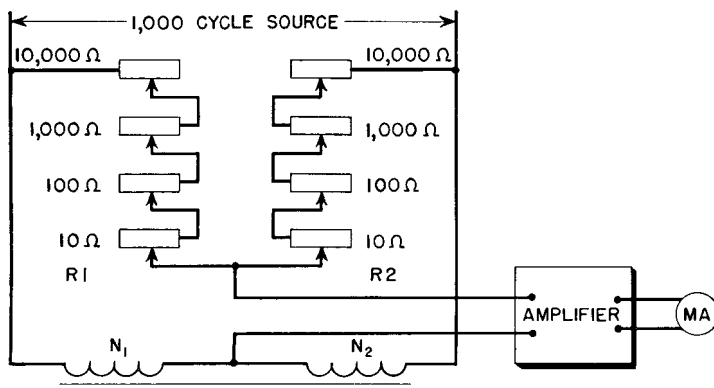 1,000 CYCLE SOURCE
10,000 Ω 10,000 Ω
1,000 Ω 1,000 Ω
100 Ω 100 Ω
10 Ω 10 Ω
R1 R2
AMPLIFIER MA
N₁ N₂